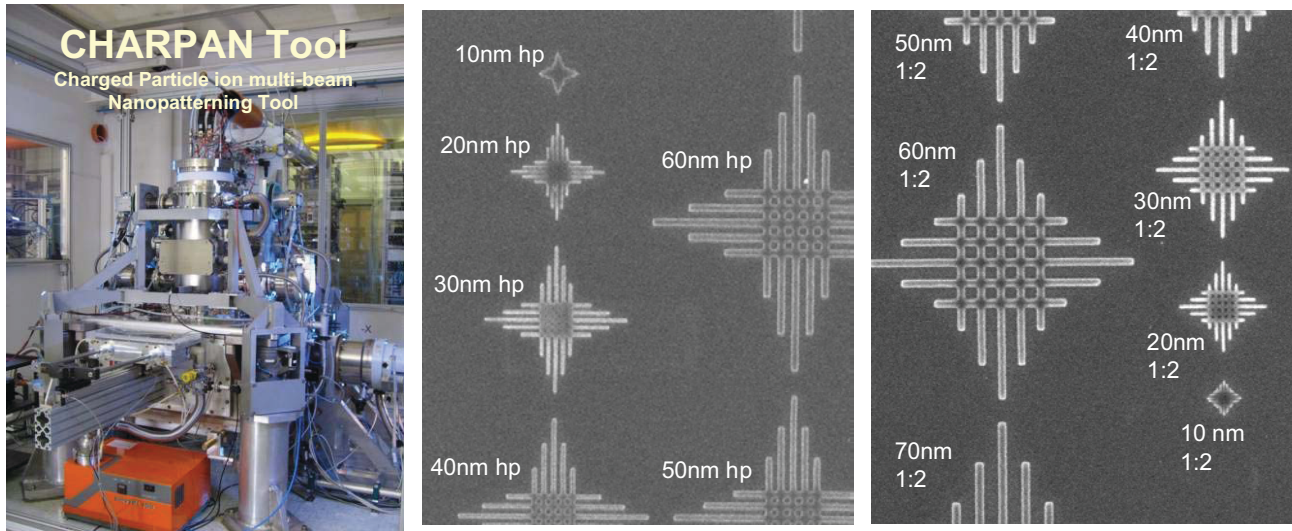 CHARPAN Tool
Charged Particle ion multi-beam
Nanopatterning Tool
10nm hp
20nm hp
30nm hp
40nm hp
60nm hp
50nm hp
50nm
1:2
60nm
1:2
70nm
1:2
40nm
1:2
30nm
1:2
20nm
1:2
10 nm
1:2